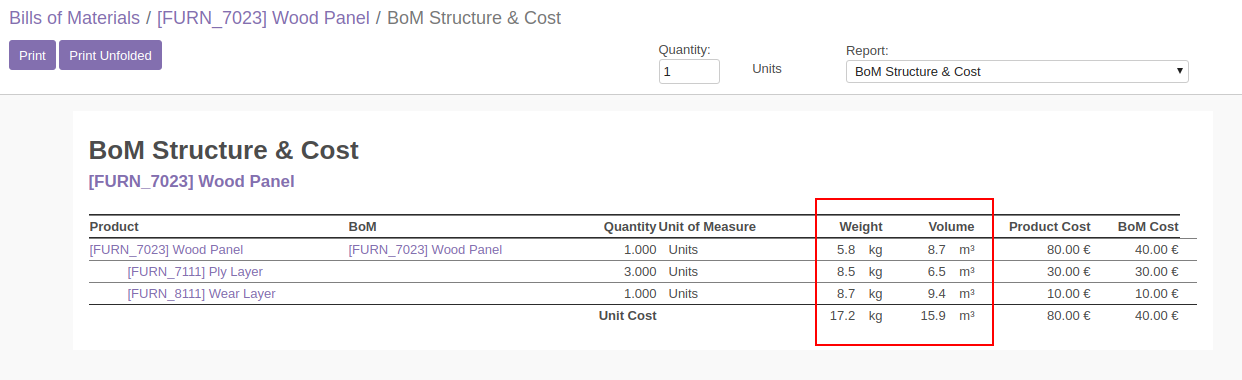 Bills of Materials / [FURN_7023] Wood Panel / BoM Structure & Cost
Print Print Unfolded Quantity: 1 Units Report: BoM Structure & Cost
BoM Structure & Cost
[FURN_7023] Wood Panel
Product BoM Quantity Unit of Measure Weight Volume Product Cost BoM Cost
[FURN_7023] Wood Panel [FURN_7023] Wood Panel 1.000 Units 5.8 kg 8.7 m³ 80.00 € 40.00 €
[FURN_7111] Ply Layer 3.000 Units 8.5 kg 6.5 m³ 30.00 € 30.00 €
[FURN_8111] Wear Layer 1.000 Units 8.7 kg 9.4 m³ 10.00 € 10.00 €
Unit Cost 17.2 kg 15.9 m³ 80.00 € 40.00 €